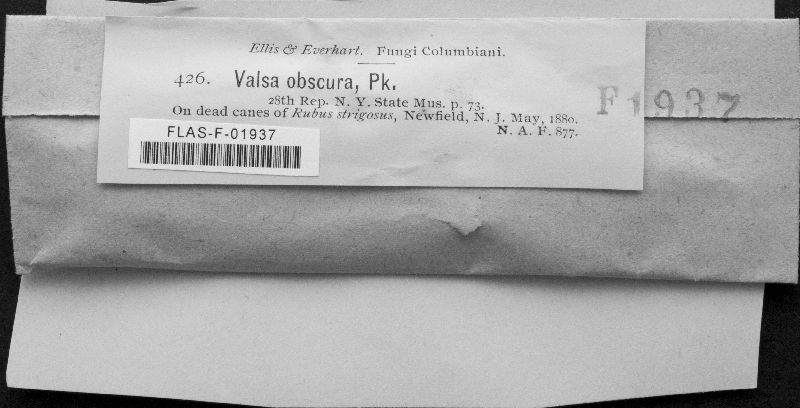 Ellis & Everhart. Fungi Columbiani.
426. Valsa obscura, Pk.
28th Rep. N. Y. State Mus. p. 73.
On dead canes of Rubus strigosus, Newfield, N. J. May, 1880.
N. A. F. 877.
FLAS-F-01937
F1937